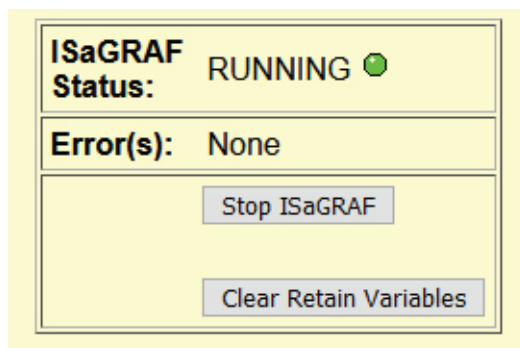 ISaGRAF
Status:
RUNNING
Error(s): None
Stop ISaGRAF
Clear Retain Variables